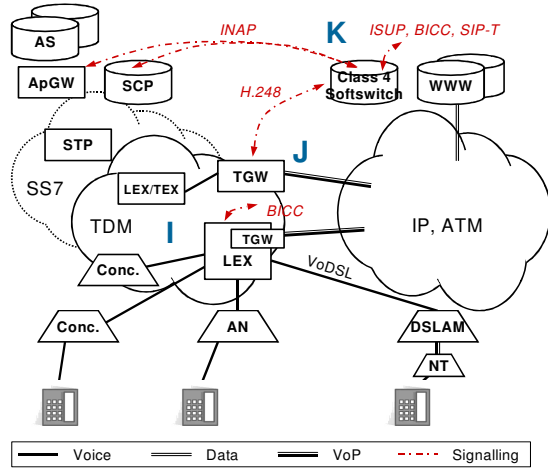 AS
INAP
K
ISUP, BICC, SIP-T
ApGW
SCP
H.248
Class 4
Softswitch
WWW
STP
J
SS7
LEX/TEX
TGW
TDM
I
BICC
IP, ATM
TGW
LEX
Conc.
VoDSL
Conc.
AN
DSLAM
NT
Voice
Data
VoP
Signalling